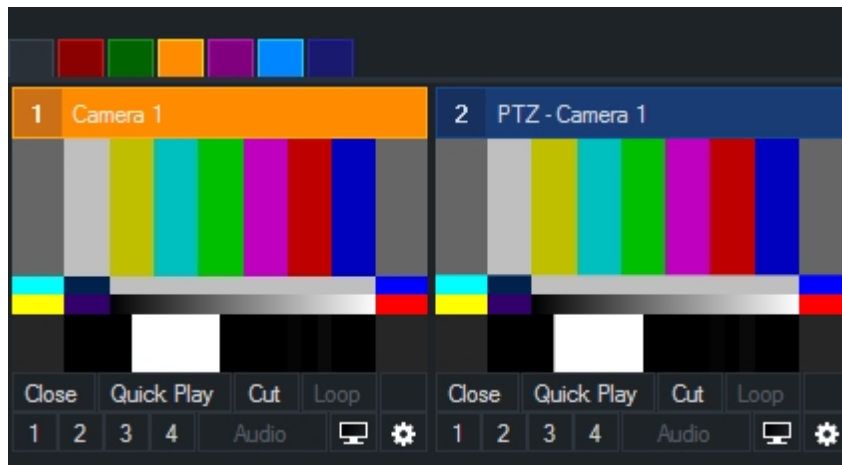 1 Camera 1
2 PTZ - Camera 1
Close Quick Play Cut Loop
Close Quick Play Cut Loop
1 2 3 4 Audio
1 2 3 4 Audio